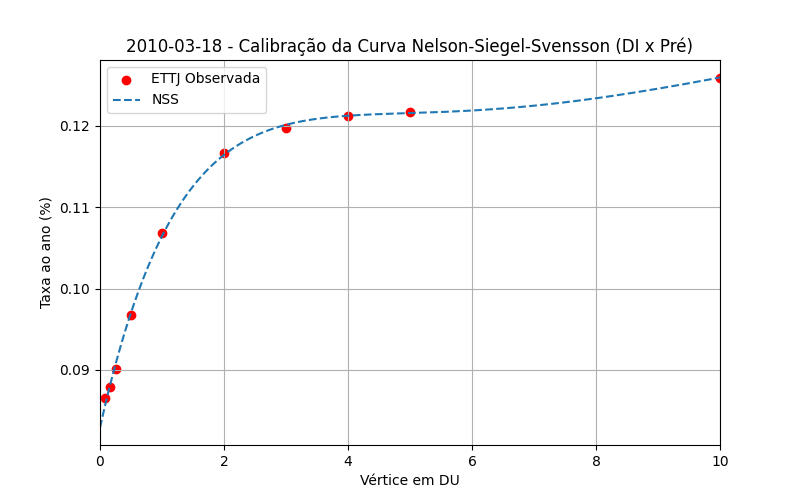 2010-03-18 - Calibração da Curva Nelson-Siegel-Svensson (DI x Pré)
ETTJ Observada
NSS
Taxa ao ano (%)
0.12
0.11
0.10
0.09
0 2 4 6 8 10
Vértice em DU